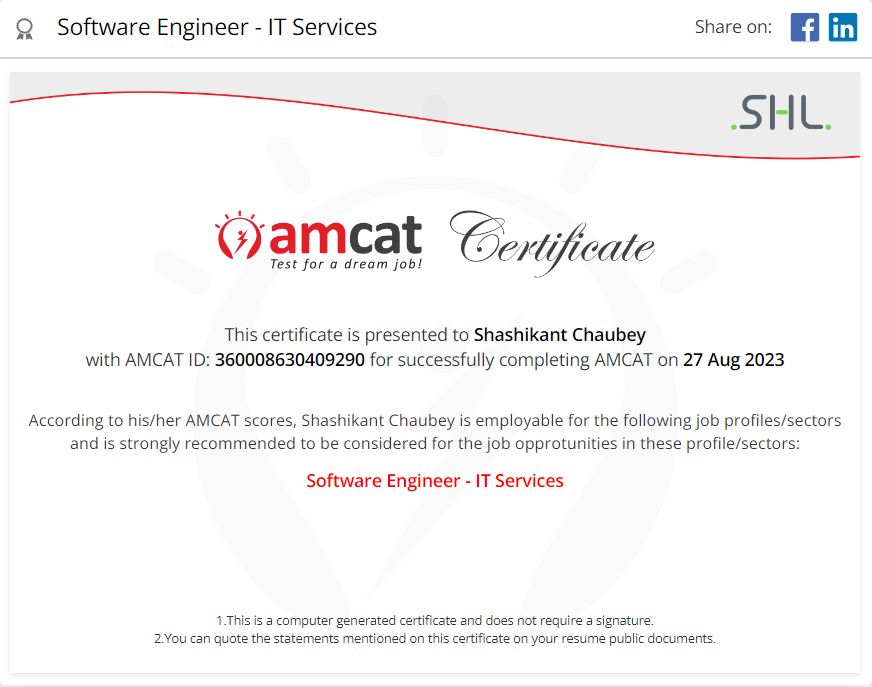 Software Engineer - IT Services
Share on:
f in
.SHL.
amcat Certificate
Test for a dream job!
This certificate is presented to Shashikant Chaubey
with AMCAT ID: 360008630409290 for successfully completing AMCAT on 27 Aug 2023
According to his/her AMCAT scores, Shashikant Chaubey is employable for the following job profiles/sectors
and is strongly recommended to be considered for the job opprotunities in these profile/sectors:
Software Engineer - IT Services
1.This is a computer generated certificate and does not require a signature.
2.You can quote the statements mentioned on this certificate on your resume public documents.